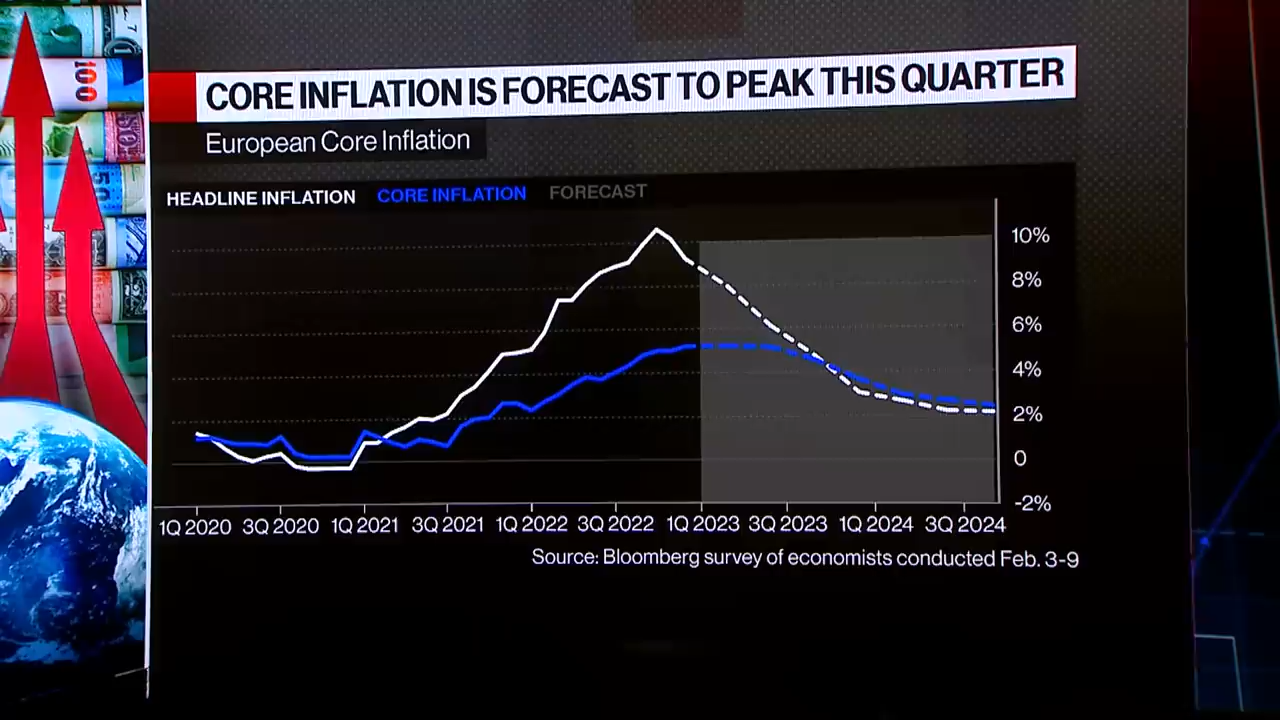 CORE INFLATION IS FORECAST TO PEAK THIS QUARTER
European Core Inflation
HEADLINE INFLATION CORE INFLATION FORECAST
10%
8%
6%
4%
2%
0
-2%
1Q 2020 3Q 2020 1Q 2021 3Q 2021 1Q 2022 3Q 2022 1Q 2023 3Q 2023 1Q 2024 3Q 2024
Source: Bloomberg survey of economists conducted Feb. 3-9
100
50